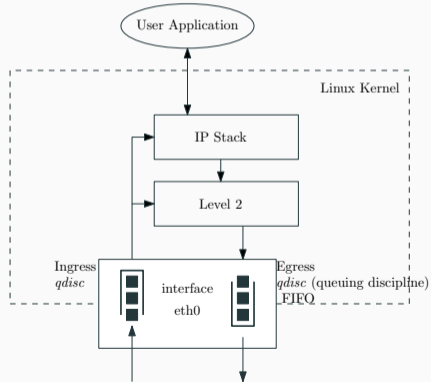 User Application
Linux Kernel
IP Stack
Level 2
Ingress
qdisc
interface
eth0
Egress
qdisc (queuing discipline)
FIFO